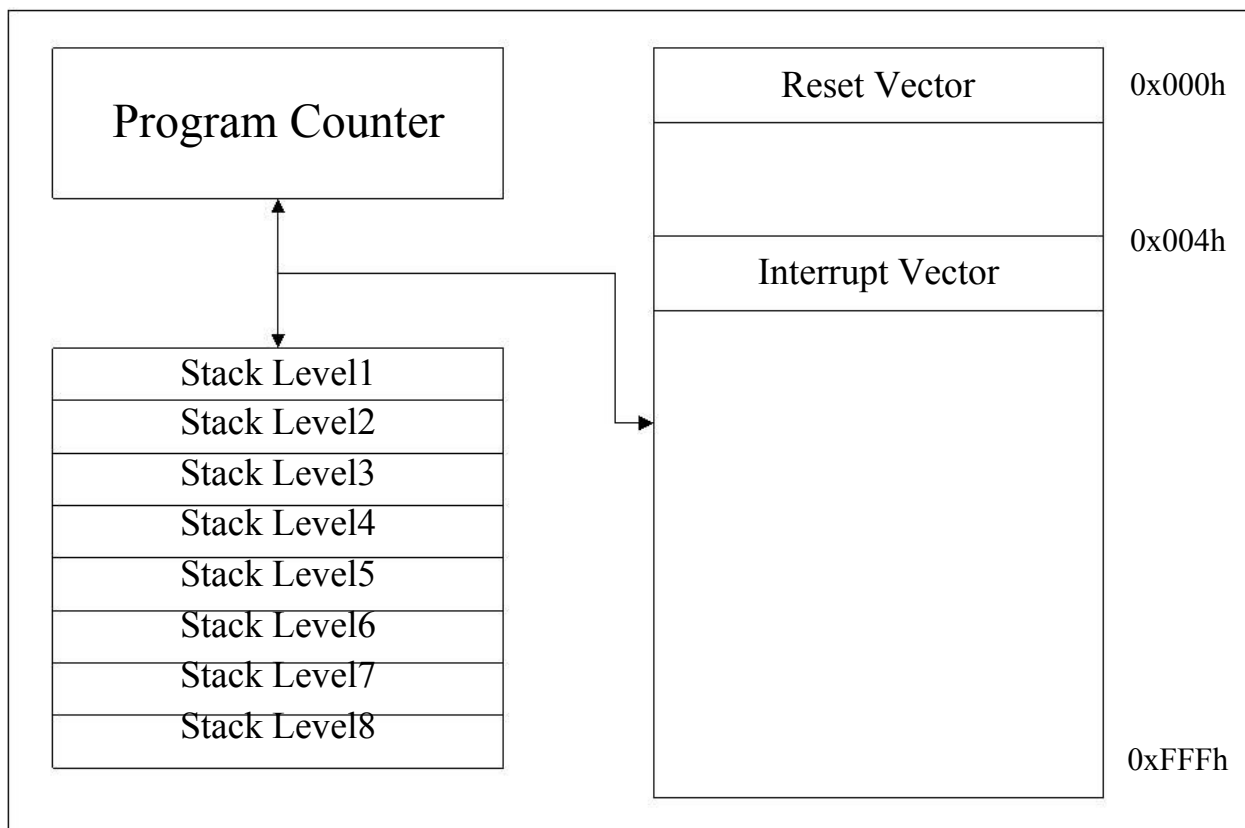 Program Counter
Stack Level1
Stack Level2
Stack Level3
Stack Level4
Stack Level5
Stack Level6
Stack Level7
Stack Level8
Reset Vector
0x000h
0x004h
Interrupt Vector
0xFFFh